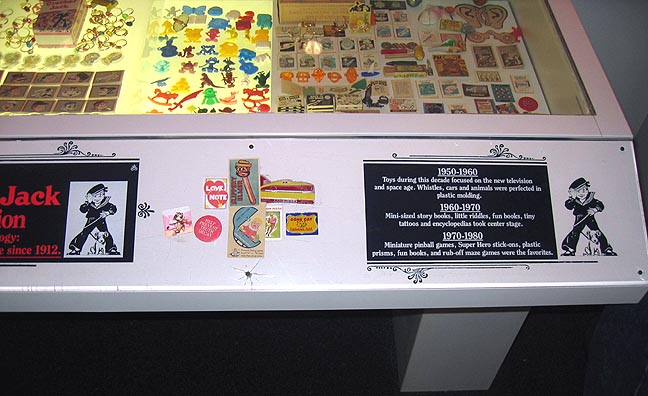 Jack
ion
ology:
e since 1912.
LOVE
NOTE
1950-1960
Toys during this decade focused on the new television
and space age. Whistles, cars and animals were perfected in
plastic molding.
1960-1970
Mini-sized story books, little riddles, fun books, tiny
tattoos and encyclopedias took center stage.
1970-1980
Miniature pinball games, Super Hero stick-ons, plastic
prisms, fun books, and rub-off maze games were the favorites.